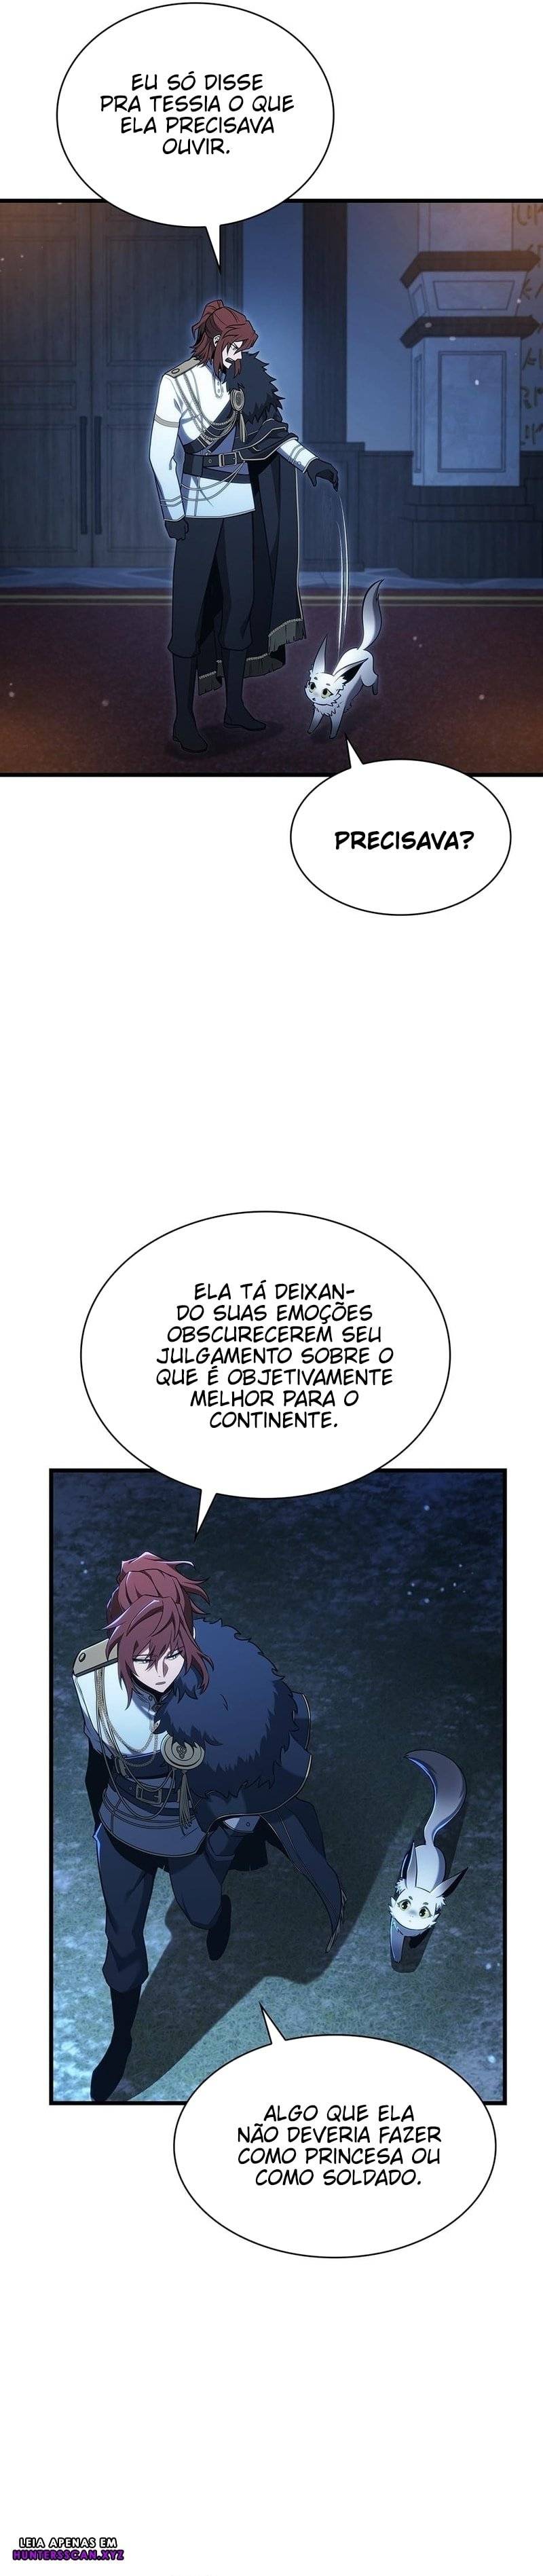 EU SÓ DISSE
PRA TESSIA O QUE
ELA PRECISAVA
OUVIR.
PRECISAVA?
ELA TÁ DEIXAN-
DO SUAS EMOÇÕES
OBSCURECEREM SEU
JULGAMENTO SOBRE O
QUE É OBJETIVAMENTE
MELHOR PARA O
CONTINENTE.
ALGO QUE ELA
NÃO DEVERIA FAZER
COMO PRINCESA OU
COMO SOLDADO.
LEIA APENAS EM
HUNTERSSCAN.XYZ